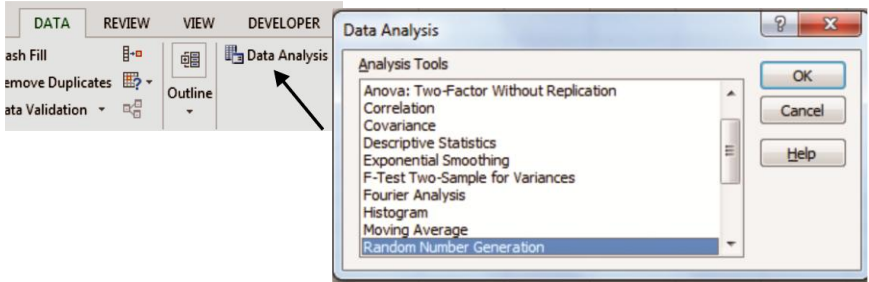 DATA REVIEW VIEW DEVELOPER
ash Fill
emove Duplicates
ata Validation
Outline
Data Analysis
Data Analysis
Analysis Tools
Anova: Two-Factor Without Replication
Correlation
Covariance
Descriptive Statistics
Exponential Smoothing
F-Test Two-Sample for Variances
Fourier Analysis
Histogram
Moving Average
Random Number Generation
OK
Cancel
Help